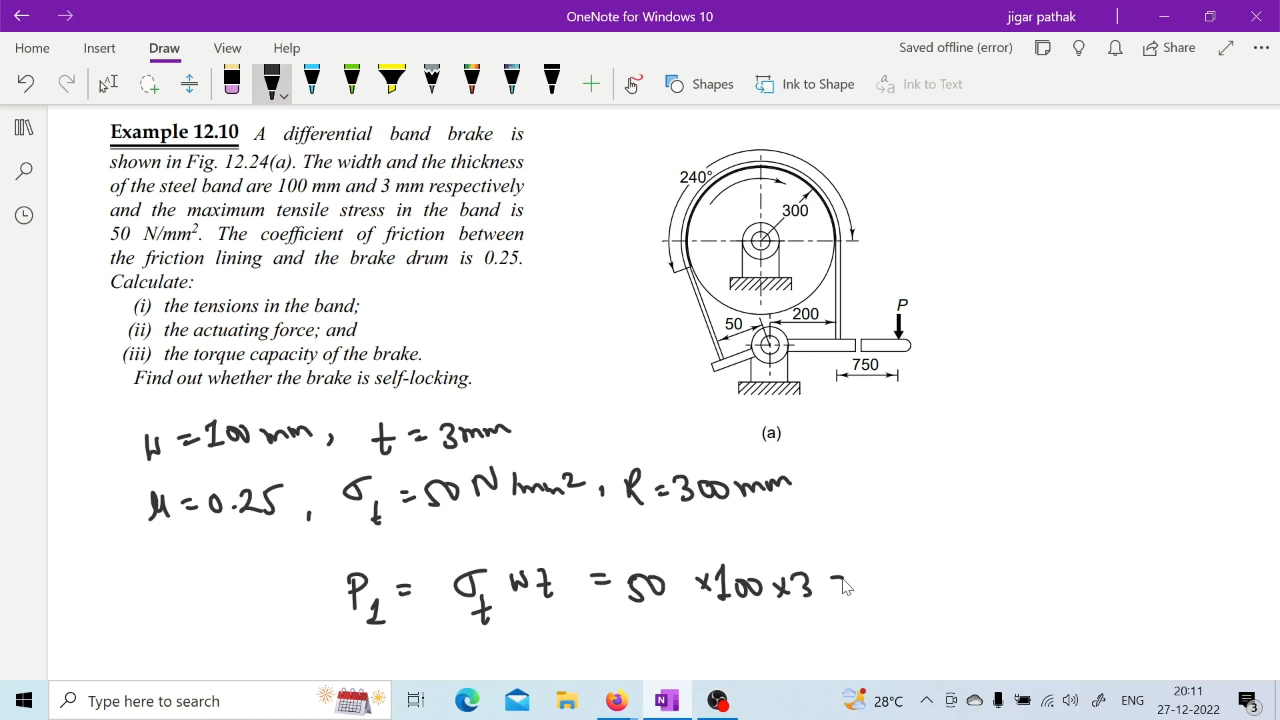 OneNote for Windows 10
jigar pathak
Home Insert Draw View Help
Saved offline (error)
Share
Shapes
Ink to Shape
Ink to Text
Example 12.10 A differential band brake is
shown in Fig. 12.24(a). The width and the thickness
of the steel band are 100 mm and 3 mm respectively
and the maximum tensile stress in the band is
50 N/mm². The coefficient of friction between
the friction lining and the brake drum is 0.25.
Calculate:
(i) the tensions in the band;
(ii) the actuating force; and
(iii) the torque capacity of the brake.
Find out whether the brake is self-locking.
240°
300
P
50
200
750
(a)
W = 100 mm, t = 3mm
μ = 0.25, σt = 50 N/mm², R = 300 mm
P1 = σt w t = 50 × 100 × 3
Type here to search
28°C
ENG
20:11
27-12-2022
3